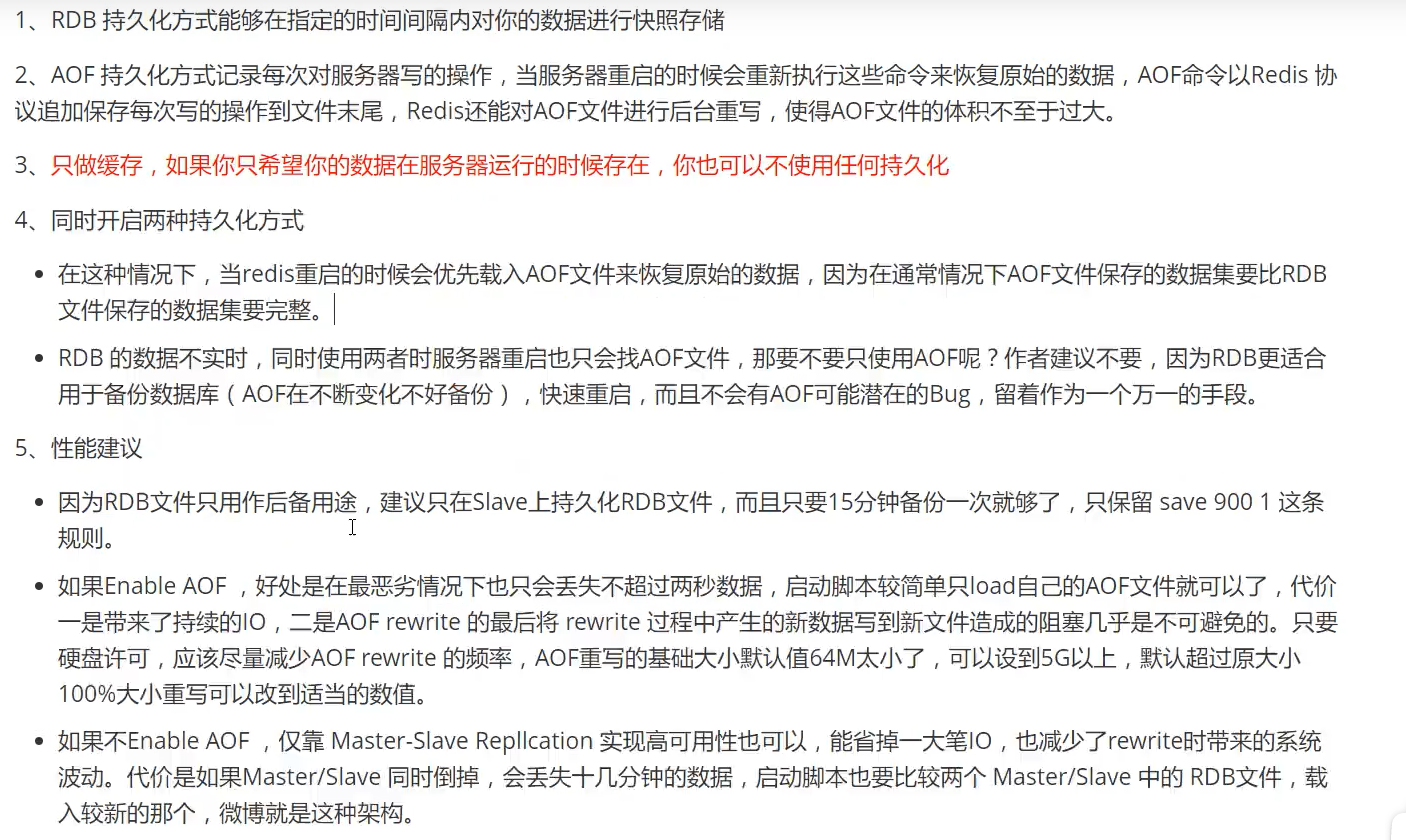 1、RDB 持久化方式能够在指定的时间间隔内对你的数据进行快照存储
2、AOF 持久化方式记录每次对服务器写的操作，当服务器重启的时候会重新执行这些命令来恢复原始的数据，AOF命令以Redis 协
议追加保存每次写的操作到文件末尾，Redis还能对AOF文件进行后台重写，使得AOF文件的体积不至于过大。
3、只做缓存，如果你只希望你的数据在服务器运行的时候存在，你也可以不使用任何持久化
4、同时开启两种持久化方式
• 在这种情况下，当redis重启的时候会优先载入AOF文件来恢复原始的数据，因为在通常情况下AOF文件保存的数据集要比RDB
文件保存的数据集要完整。
• RDB 的数据不实时，同时使用两者时服务器重启也只会找AOF文件，那要不要只使用AOF呢？作者建议不要，因为RDB更适合
用于备份数据库（AOF在不断变化不好备份），快速重启，而且不会有AOF可能潜在的Bug，留着作为一个万一的手段。
5、性能建议
• 因为RDB文件只用作后备用途，建议只在Slave上持久化RDB文件，而且只要15分钟备份一次就够了，只保留 save 900 1 这条
规则。
• 如果Enable AOF ，好处是在最恶劣情况下也只会丢失不超过两秒数据，启动脚本较简单只load自己的AOF文件就可以了，代价
一是带来了持续的IO，二是AOF rewrite 的最后将 rewrite 过程中产生的新数据写到新文件造成的阻塞几乎是不可避免的。只要
硬盘许可，应该尽量减少AOF rewrite 的频率，AOF重写的基础大小默认值64M太小了，可以设到5G以上，默认超过原大小
100%大小重写可以改到适当的数值。
• 如果不Enable AOF ，仅靠 Master-Slave Repllcation 实现高可用性也可以，能省掉一大笔IO，也减少了rewrite时带来的系统
波动。代价是如果Master/Slave 同时倒掉，会丢失十几分钟的数据，启动脚本也要比较两个 Master/Slave 中的 RDB文件，载
入较新的那个，微博就是这种架构。